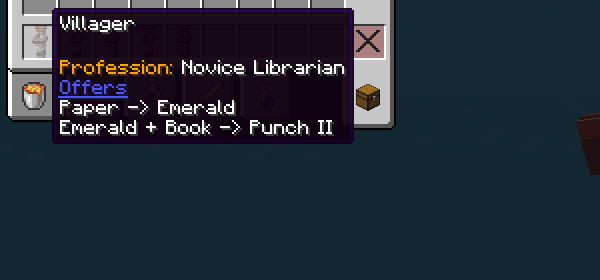 Villager
Profession: Novice Librarian
Offers
Paper -> Emerald
Emerald + Book -> Punch II